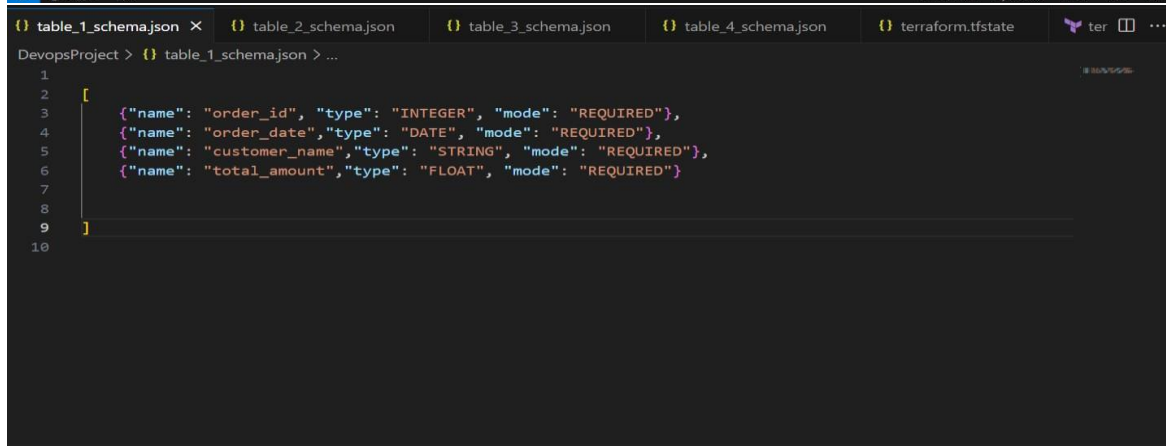 {} table_1_schema.json × {} table_2_schema.json {} table_3_schema.json {} table_4_schema.json {} terraform.tfstate ter ...
DevopsProject > {} table_1_schema.json > ...
1
2 [
3 {"name": "order_id", "type": "INTEGER", "mode": "REQUIRED"},
4 {"name": "order_date","type": "DATE", "mode": "REQUIRED"},
5 {"name": "customer_name","type": "STRING", "mode": "REQUIRED"},
6 {"name": "total_amount","type": "FLOAT", "mode": "REQUIRED"}
7
8
9 ]
10